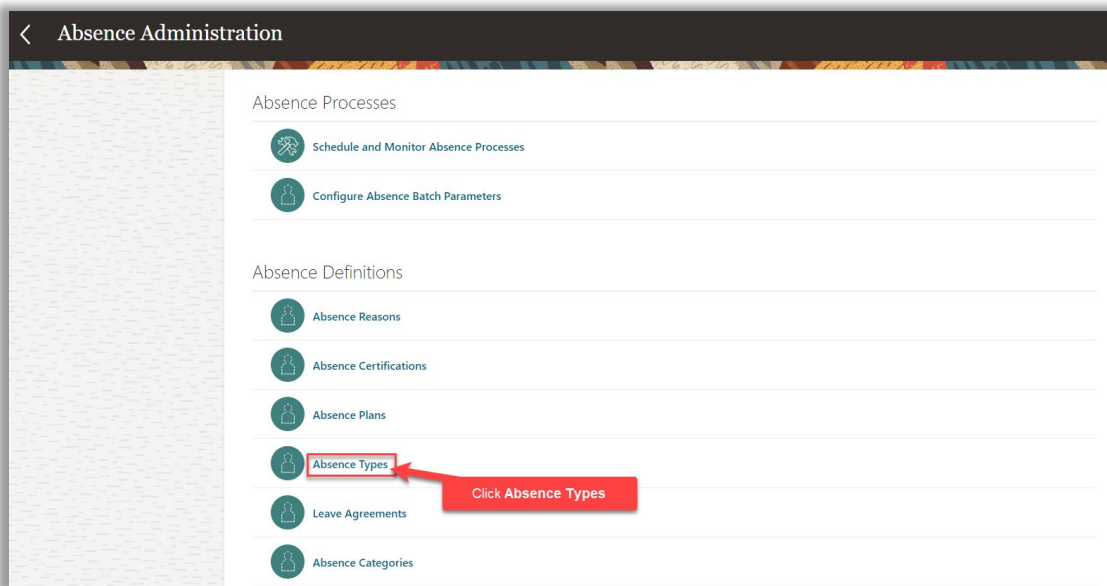 Absence Administration
Absence Processes
Schedule and Monitor Absence Processes
Configure Absence Batch Parameters
Absence Definitions
Absence Reasons
Absence Certifications
Absence Plans
Absence Types
Click Absence Types
Leave Agreements
Absence Categories